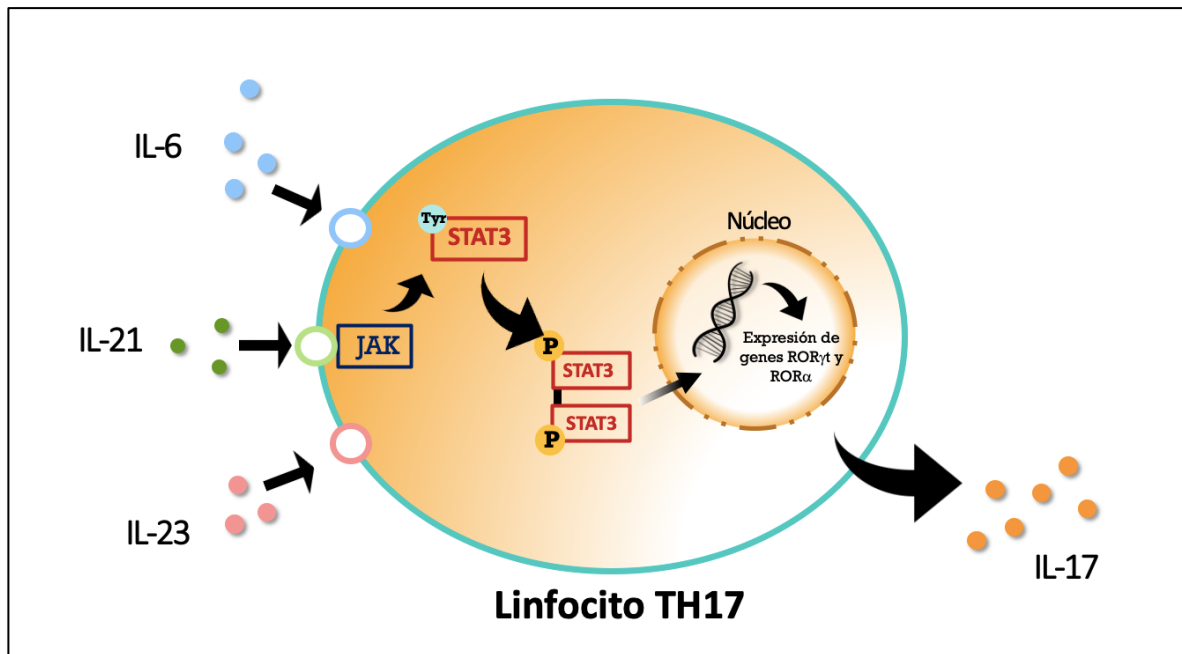 IL-6
IL-21
IL-23
JAK
Tyr
STAT3
P
STAT3
STAT3
P
Núcleo
Expresión de
genes RORγt y
RORα
IL-17
Linfocito TH17